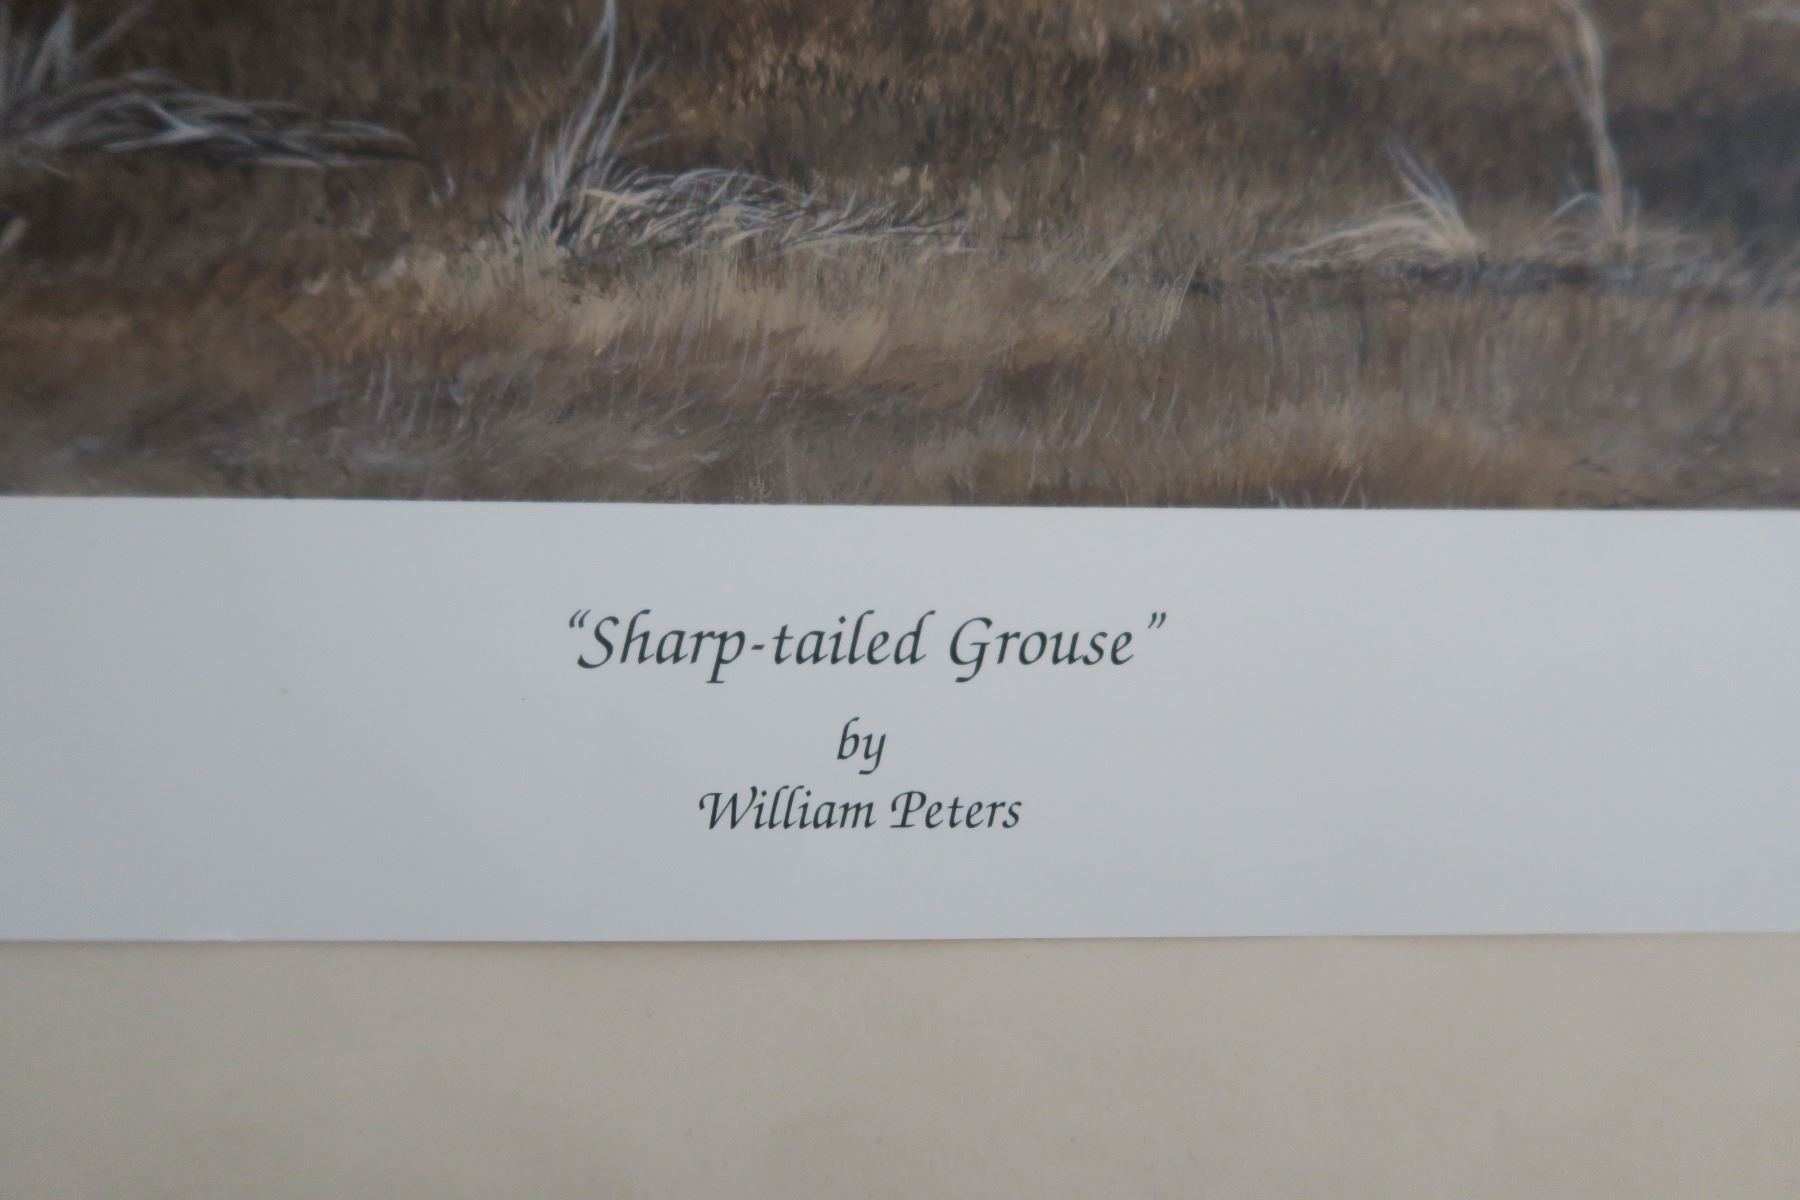 “Sharp-tailed Grouse”
by
William Peters